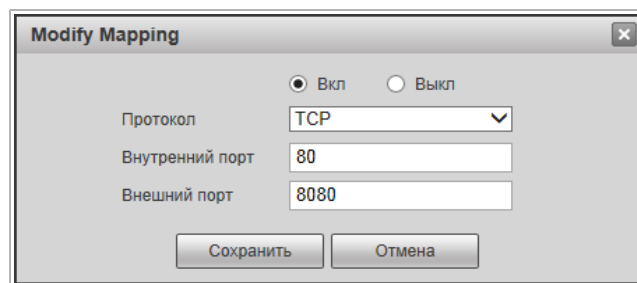 Modify Mapping
Вкл Выкл
Протокол TCP
Внутренний порт 80
Внешний порт 8080
Сохранить Отмена